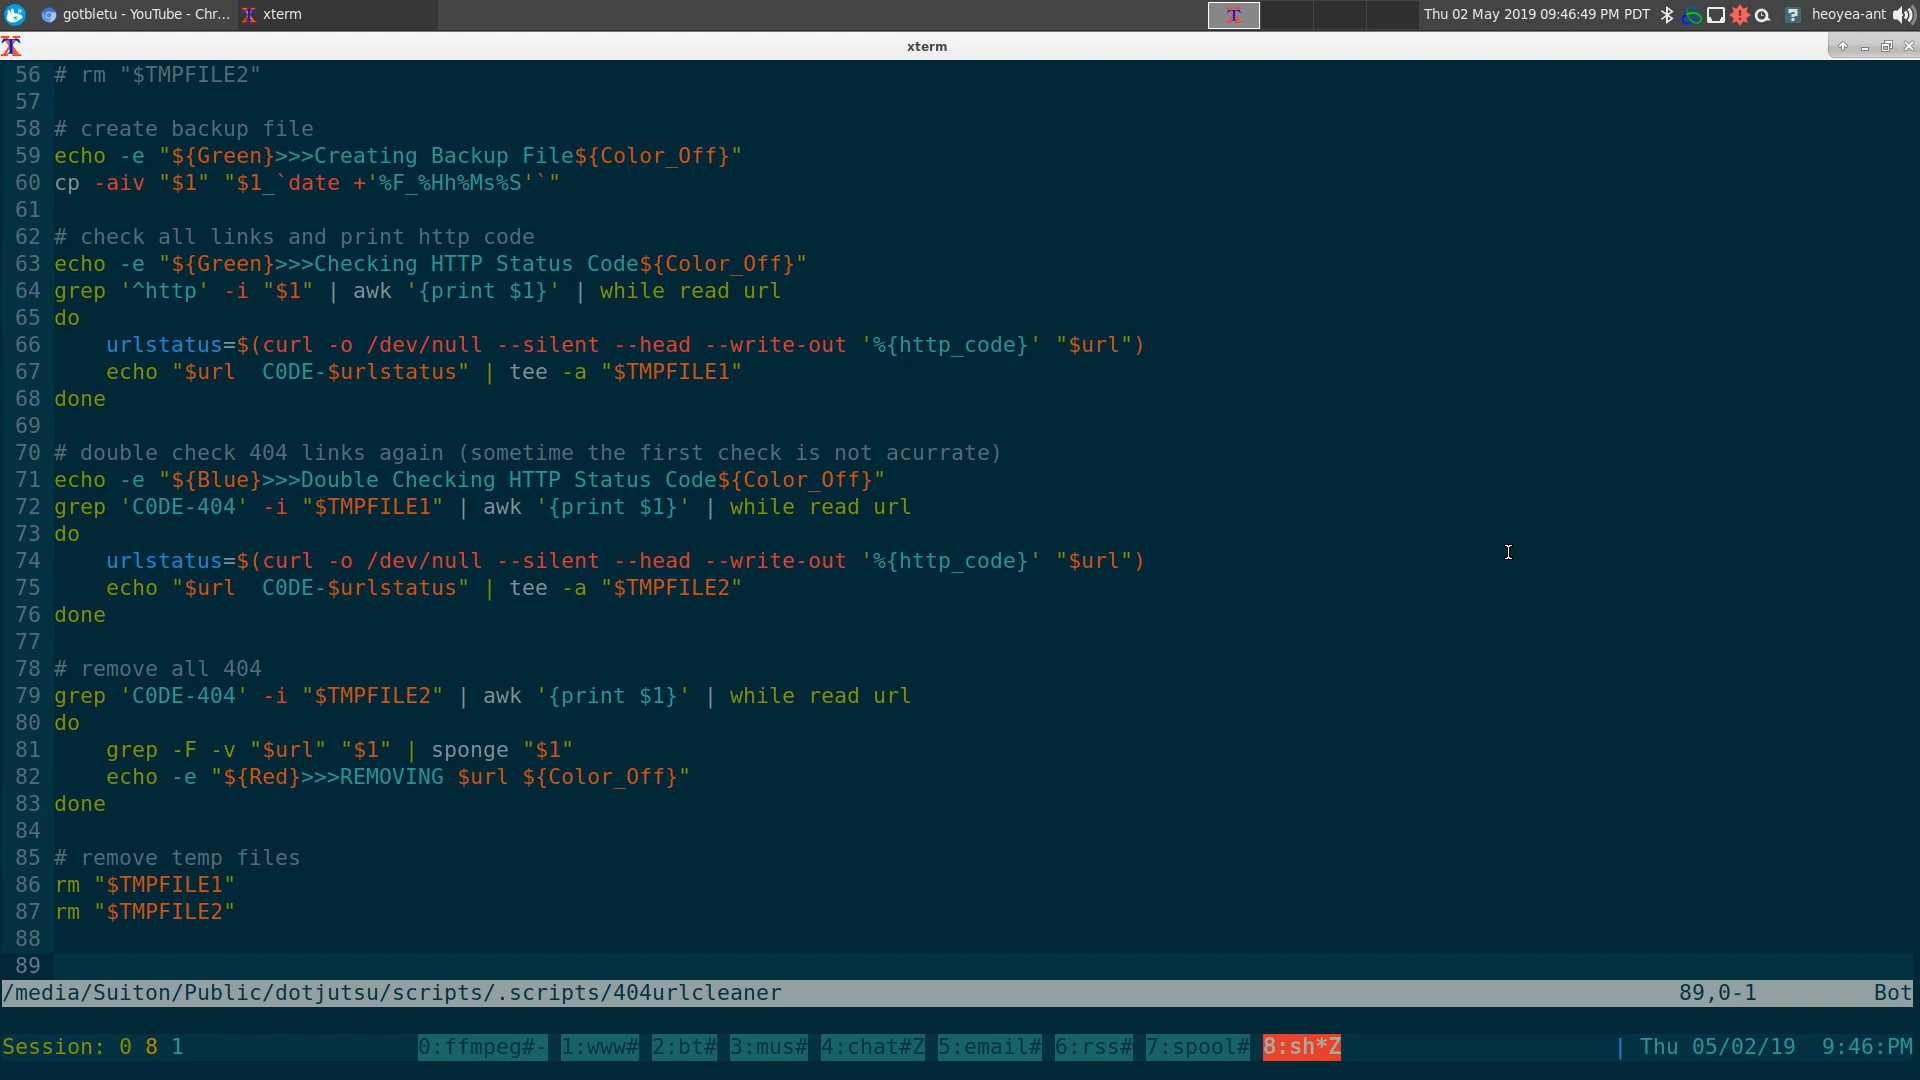 gotbletu - YouTube - Chr... xterm Thu 02 May 2019 09:46:49 PM PDT heoyea-ant
xterm
56 # rm "$TMPFILE2"
57
58 # create backup file
59 echo -e "${Green}>>>Creating Backup File${Color_Off}"
60 cp -aiv "$1" "$1_`date +'%F_%Hh%Ms%S'`"
61
62 # check all links and print http code
63 echo -e "${Green}>>>Checking HTTP Status Code${Color_Off}"
64 grep '^http' -i "$1" | awk '{print $1}' | while read url
65 do
66     urlstatus=$(curl -o /dev/null --silent --head --write-out '%{http_code}' "$url")
67     echo "$url  C0DE-$urlstatus" | tee -a "$TMPFILE1"
68 done
69
70 # double check 404 links again (sometime the first check is not acurrate)
71 echo -e "${Blue}>>>Double Checking HTTP Status Code${Color_Off}"
72 grep 'C0DE-404' -i "$TMPFILE1" | awk '{print $1}' | while read url
73 do
74     urlstatus=$(curl -o /dev/null --silent --head --write-out '%{http_code}' "$url")
75     echo "$url  C0DE-$urlstatus" | tee -a "$TMPFILE2"
76 done
77
78 # remove all 404
79 grep 'C0DE-404' -i "$TMPFILE2" | awk '{print $1}' | while read url
80 do
81     grep -F -v "$url" "$1" | sponge "$1"
82     echo -e "${Red}>>>REMOVING $url ${Color_Off}"
83 done
84
85 # remove temp files
86 rm "$TMPFILE1"
87 rm "$TMPFILE2"
88
89
/media/Suiton/Public/dotjutsu/scripts/.scripts/404urlcleaner 89,0-1 Bot
Session: 0 8 1 0:ffmpeg#- 1:www# 2:bt# 3:mus# 4:chat#Z 5:email# 6:rss# 7:spool# 8:sh*Z | Thu 05/02/19 9:46:PM